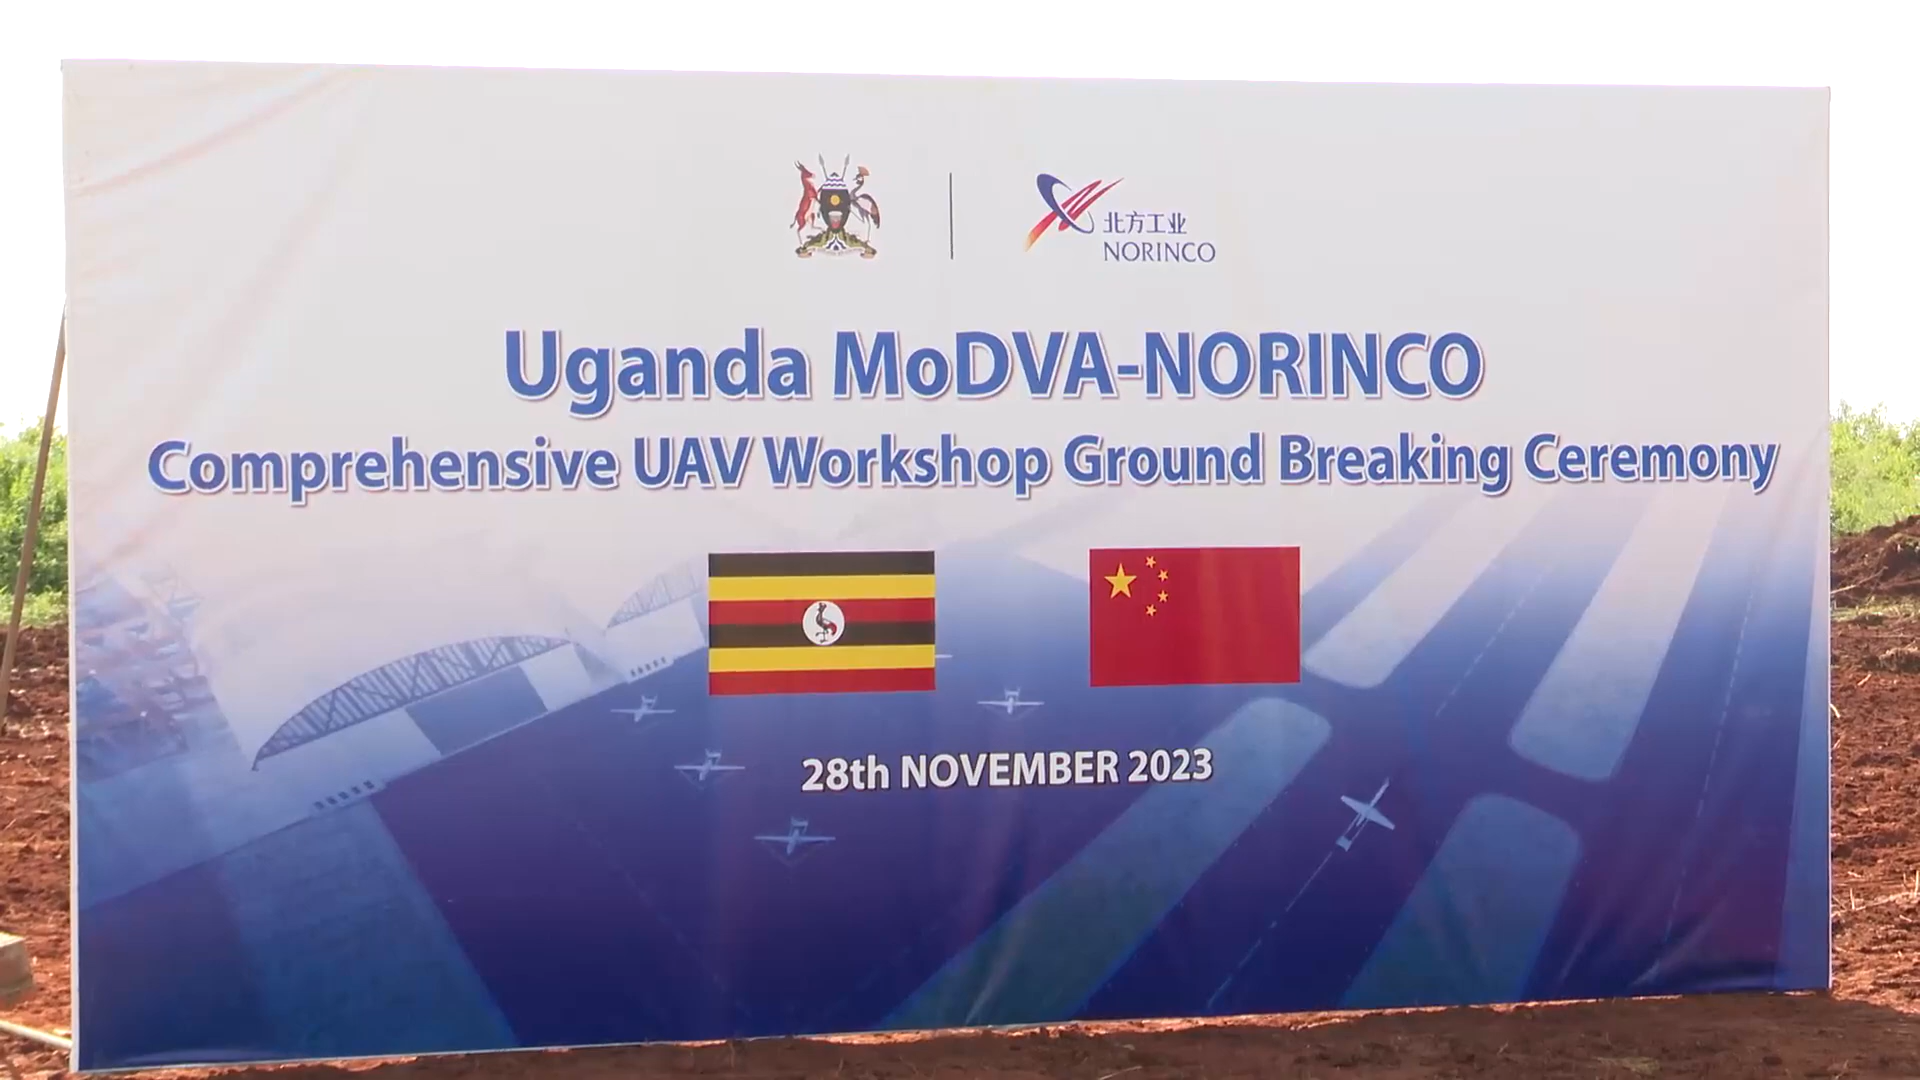 北方工业
NORINCO
Uganda MoDVA-NORINCO
Comprehensive UAV Workshop Ground Breaking Ceremony
28th NOVEMBER 2023